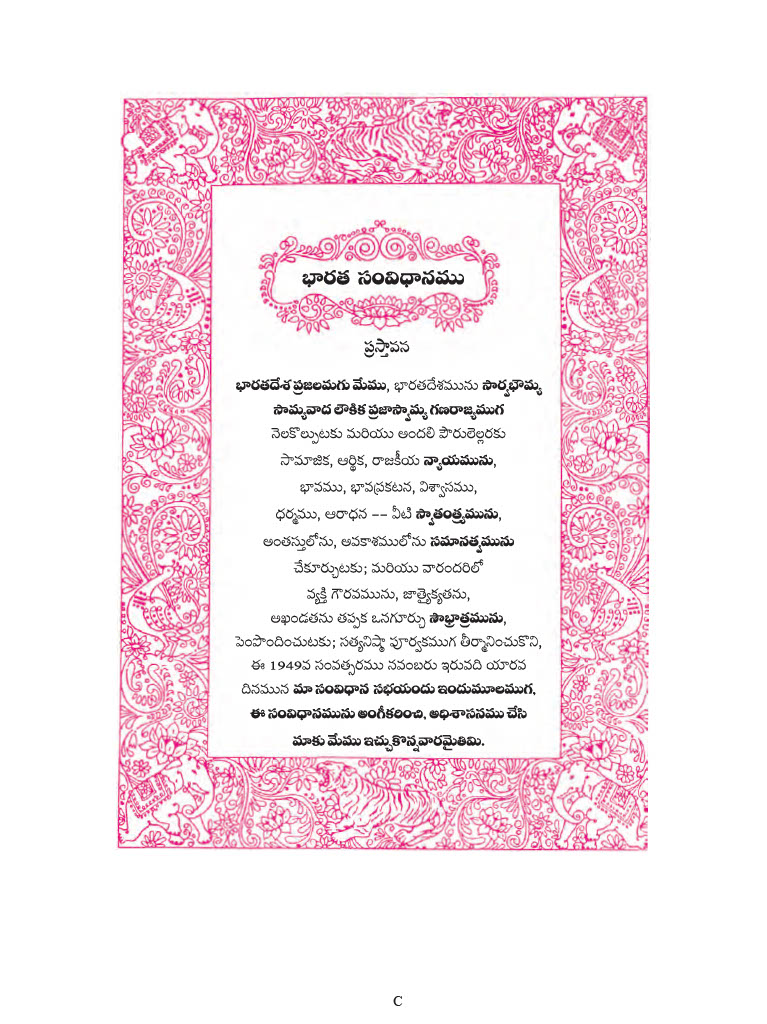 భారత సంవిధానము
ప్రస్తావన
భారతదేశ ప్రజలమగు మేము, భారతదేశమును సార్వభౌమ్య
సామ్యవాద లౌకిక ప్రజాస్వామ్య గణరాజ్యముగ
నెలకొల్పుటకు మరియు అందలి పౌరులెల్లరకు
సామాజిక, ఆర్థిక, రాజకీయ న్యాయమును,
భావము, భావప్రకటన, విశ్వాసము,
ధర్మము, ఆరాధన –– వీటి స్వాతంత్ర్యమును,
అంతస్తులోను, అవకాశములోను సమానత్వమును
చేకూర్చుటకు; మరియు వారందరిలో
వ్యక్తి గౌరవమును, జాత్యైక్యతను,
అఖండతను తప్పక ఒనగూర్చు సౌభ్రాత్రమును,
పెంపొందించుటకు; సత్యనిష్ఠా పూర్వకముగ తీర్మానించుకొని,
ఈ 1949వ సంవత్సరము నవంబరు ఇరువది యారవ
దినమున మా సంవిధాన సభయందు ఇందుమూలముగ,
ఈ సంవిధానమును అంగీకరించి, అధిశాసనము చేసి
మాకు మేము ఇచ్చుకొన్నవారమైతిమి.
C